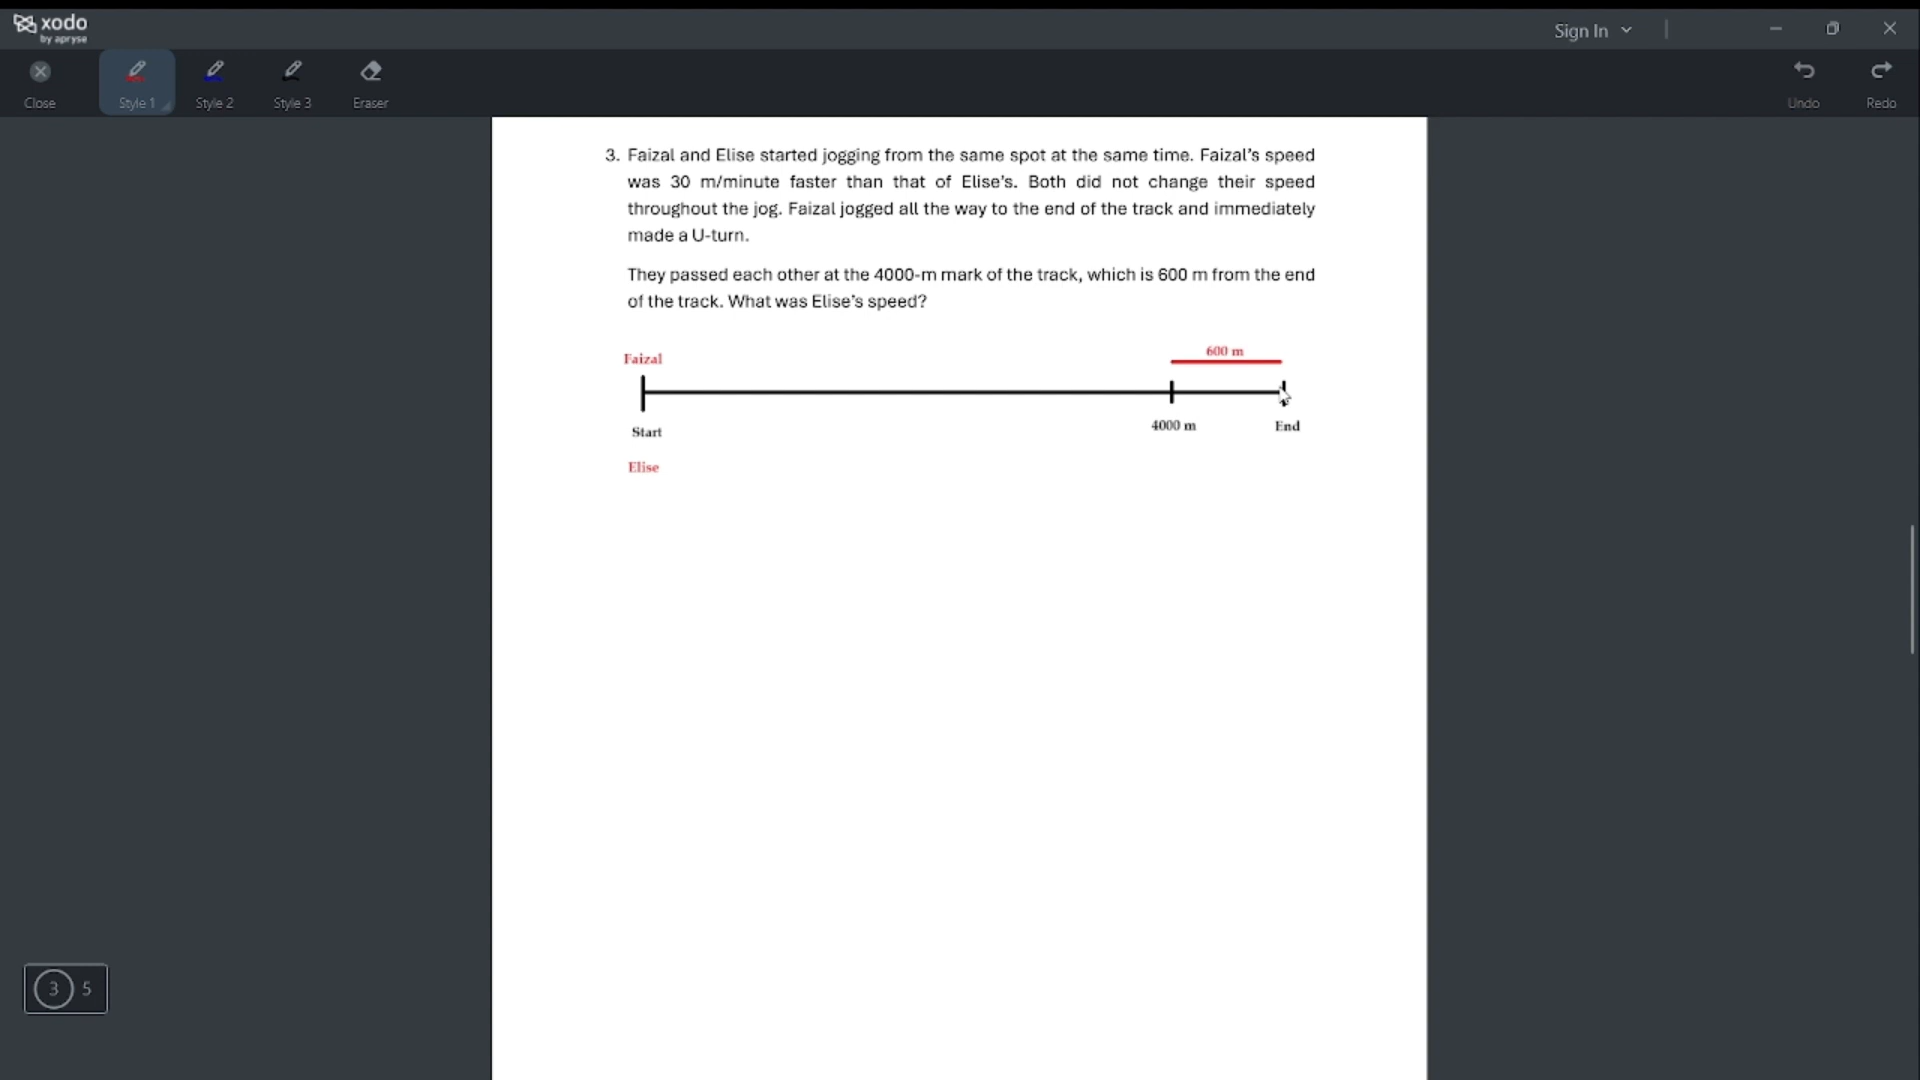 xodo
by apryse
Sign In
Close
Style 1
Style 2
Style 3
Eraser
Undo
Redo
3. Faizal and Elise started jogging from the same spot at the same time. Faizal's speed
was 30 m/minute faster than that of Elise's. Both did not change their speed
throughout the jog. Faizal jogged all the way to the end of the track and immediately
made a U-turn.
They passed each other at the 4000-m mark of the track, which is 600 m from the end
of the track. What was Elise's speed?
600 m
Faizal
4000 m
End
Start
Elise
3 5